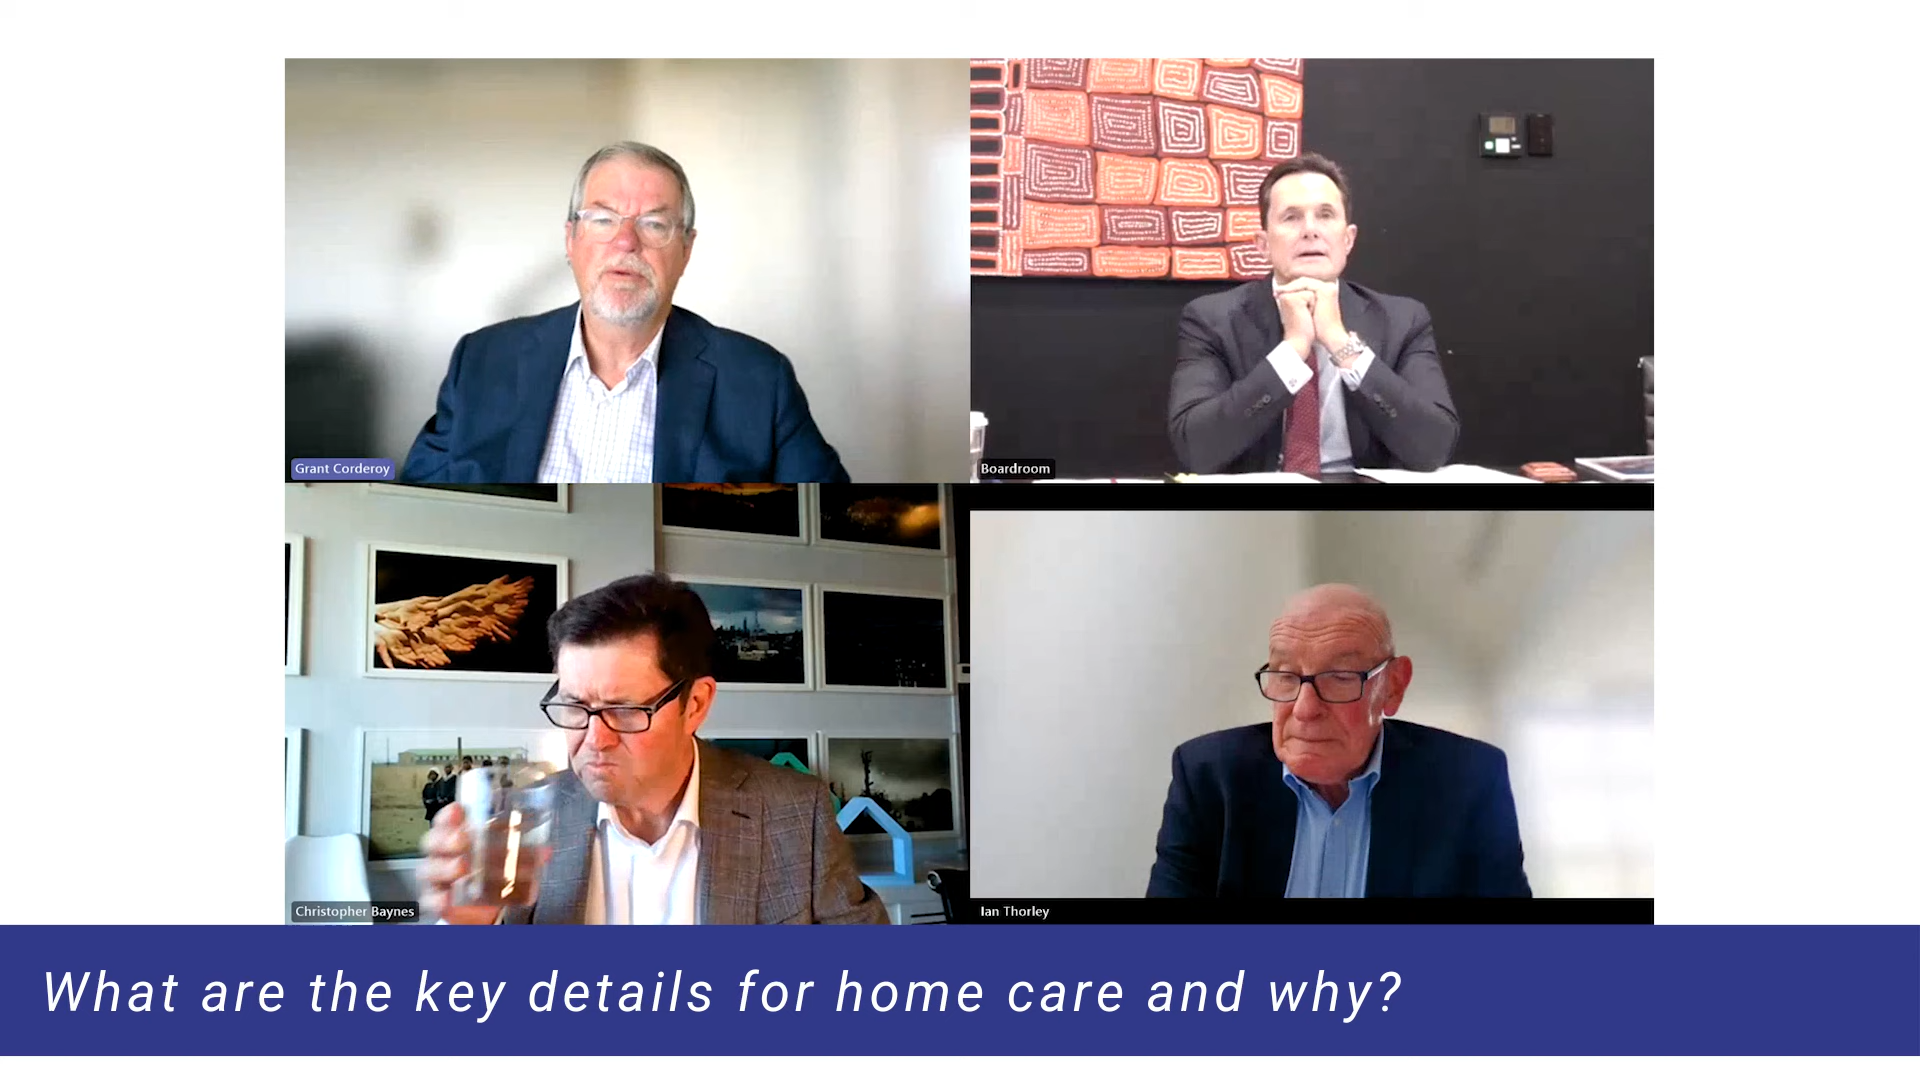 Grant Corderoy
Boardroom
Christopher Baynes
Ian Thorley
What are the key details for home care and why?